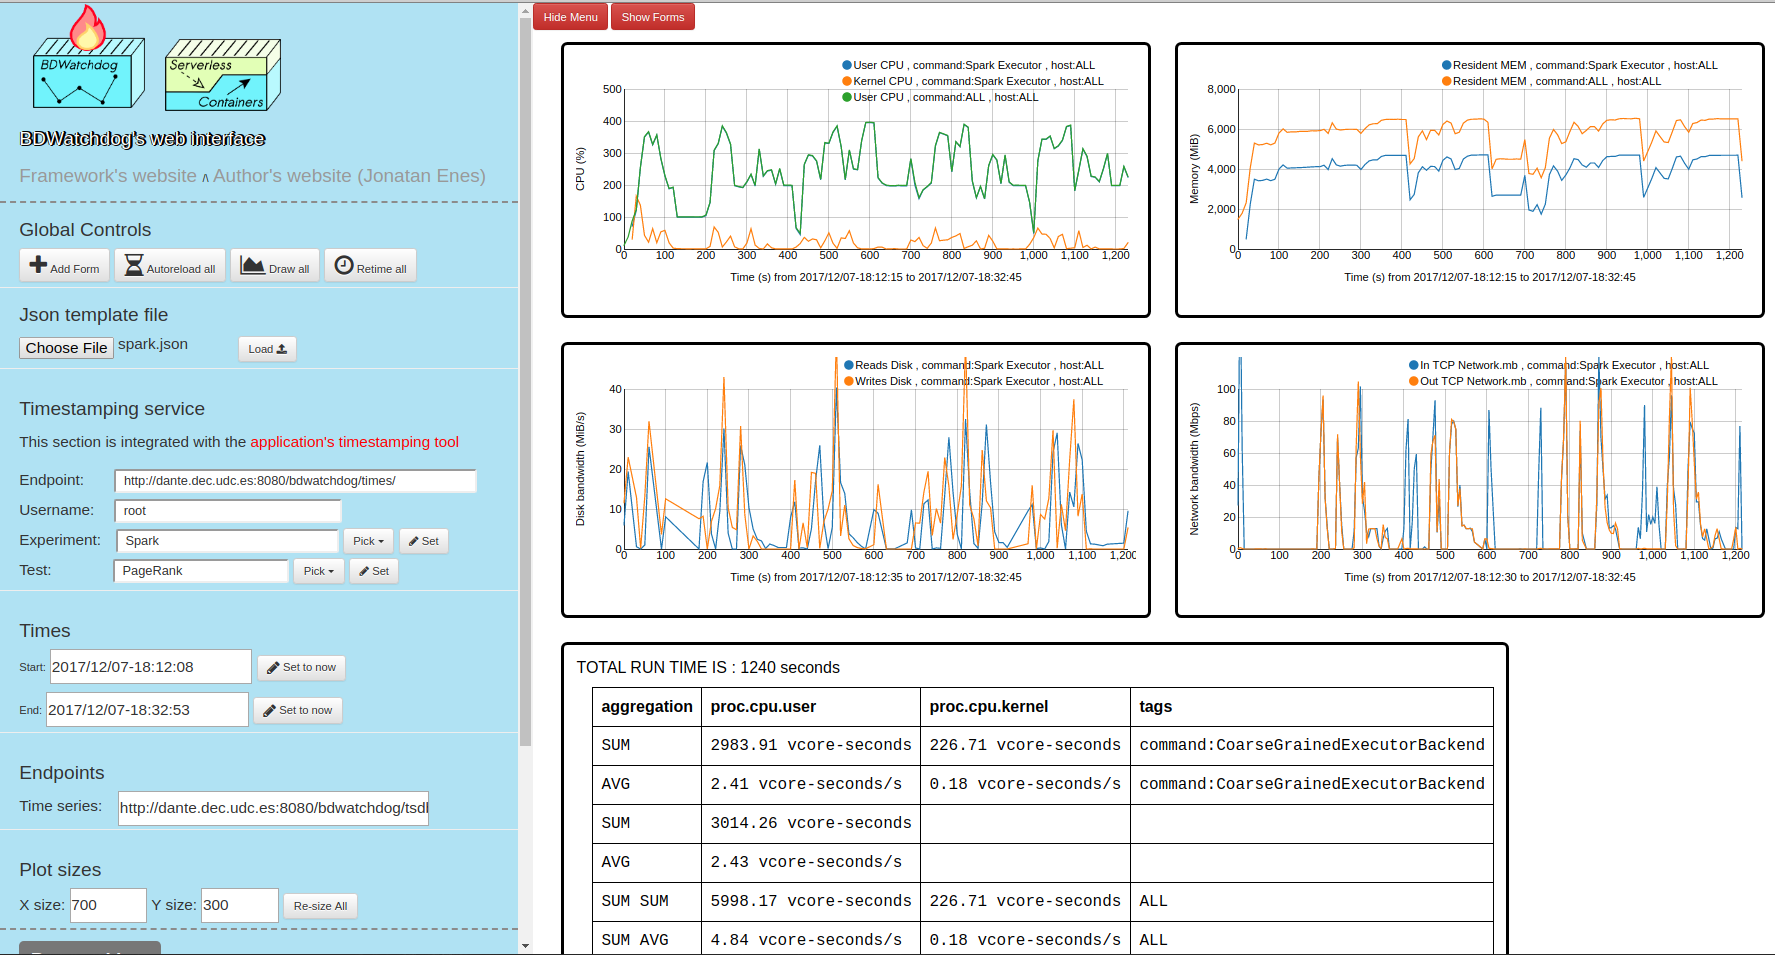 BDWatchdog
Serverless
Containers
BDWatchdog's web interface
Framework's website ∧ Author's website (Jonatan Enes)
Global Controls
Add Form Autoreload all Draw all Retime all
Json template file
Choose File spark.json Load
Timestamping service
This section is integrated with the application's timestamping tool
Endpoint: http://dante.dec.udc.es:8080/bdwatchdog/times/
Username: root
Experiment: Spark Pick Set
Test: PageRank Pick Set
Times
Start: 2017/12/07-18:12:08 Set to now
End: 2017/12/07-18:32:53 Set to now
Endpoints
Time series: http://dante.dec.udc.es:8080/bdwatchdog/tsdl
Plot sizes
X size: 700 Y size: 300 Re-size All
Hide Menu Show Forms
User CPU , command:Spark Executor , host:ALL
Kernel CPU , command:Spark Executor , host:ALL
User CPU , command:ALL , host:ALL
500
400
300
200
100
0
CPU (%)
0 100 200 300 400 500 600 700 800 900 1,000 1,100 1,200
Time (s) from 2017/12/07-18:12:15 to 2017/12/07-18:32:45
Resident MEM , command:Spark Executor , host:ALL
Resident MEM , command:ALL , host:ALL
8,000
6,000
4,000
2,000
0
Memory (MiB)
0 100 200 300 400 500 600 700 800 900 1,000 1,100 1,200
Time (s) from 2017/12/07-18:12:15 to 2017/12/07-18:32:45
Reads Disk , command:Spark Executor , host:ALL
Writes Disk , command:Spark Executor , host:ALL
40
30
20
10
0
Disk bandwidth (MiB/s)
0 100 200 300 400 500 600 700 800 900 1,000 1,100 1,200
Time (s) from 2017/12/07-18:12:35 to 2017/12/07-18:32:45
In TCP Network.mb , command:Spark Executor , host:ALL
Out TCP Network.mb , command:Spark Executor , host:ALL
100
80
60
40
20
0
Network bandwidth (Mbps)
0 100 200 300 400 500 600 700 800 900 1,000 1,100 1,200
Time (s) from 2017/12/07-18:12:30 to 2017/12/07-18:32:45
TOTAL RUN TIME IS : 1240 seconds
aggregation proc.cpu.user proc.cpu.kernel tags
SUM 2983.91 vcore-seconds 226.71 vcore-seconds command:CoarseGrainedExecutorBackend
AVG 2.41 vcore-seconds/s 0.18 vcore-seconds/s command:CoarseGrainedExecutorBackend
SUM 3014.26 vcore-seconds
AVG 2.43 vcore-seconds/s
SUM SUM 5998.17 vcore-seconds 226.71 vcore-seconds ALL
SUM AVG 4.84 vcore-seconds/s 0.18 vcore-seconds/s ALL